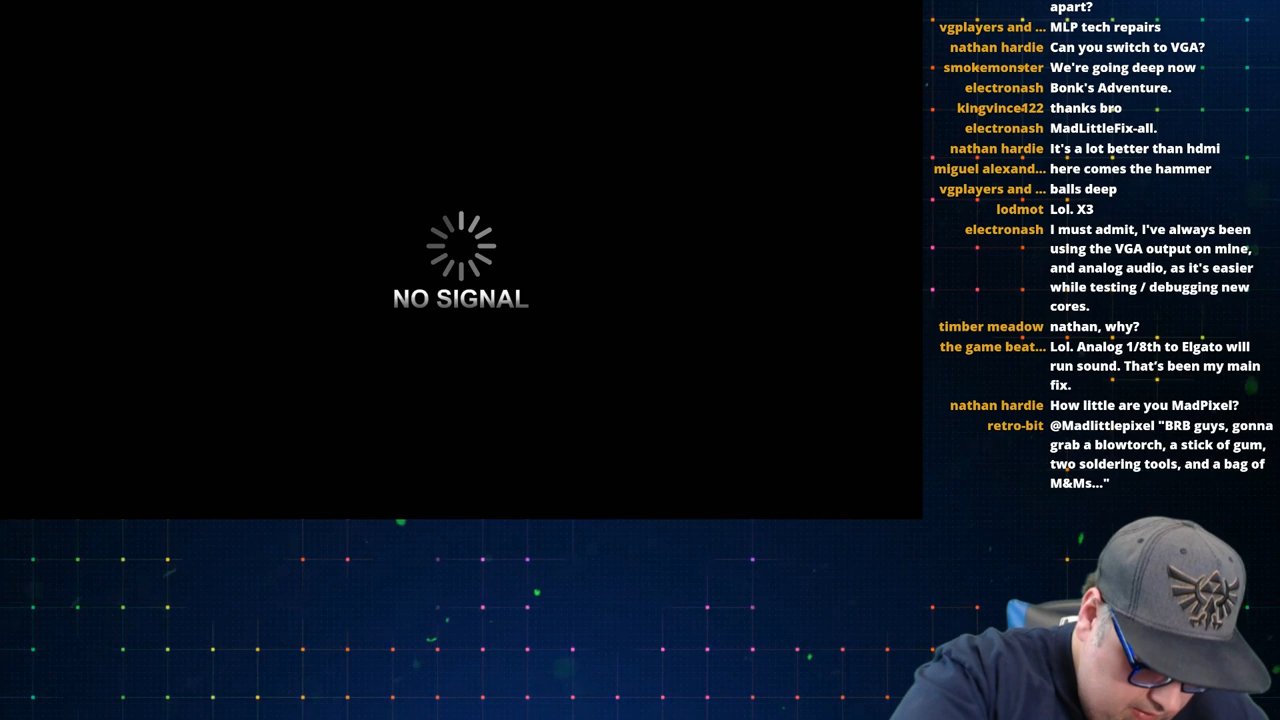 apart?
vgplayers and ... MLP tech repairs
nathan hardie Can you switch to VGA?
smokemonster We're going deep now
electronash Bonk's Adventure.
kingvince122 thanks bro
electronash MadLittleFix-all.
nathan hardie It's a lot better than hdmi
miguel alexand... here comes the hammer
vgplayers and ... balls deep
lodmot Lol. X3
electronash I must admit, I've always been
using the VGA output on mine,
and analog audio, as it's easier
while testing / debugging new
cores.
timber meadow nathan, why?
the game beat... Lol. Analog 1/8th to Elgato will
run sound. That's been my main
fix.
nathan hardie How little are you MadPixel?
retro-bit @Madlittlepixel "BRB guys, gonna
grab a blowtorch, a stick of gum,
two soldering tools, and a bag of
M&Ms..."
NO SIGNAL